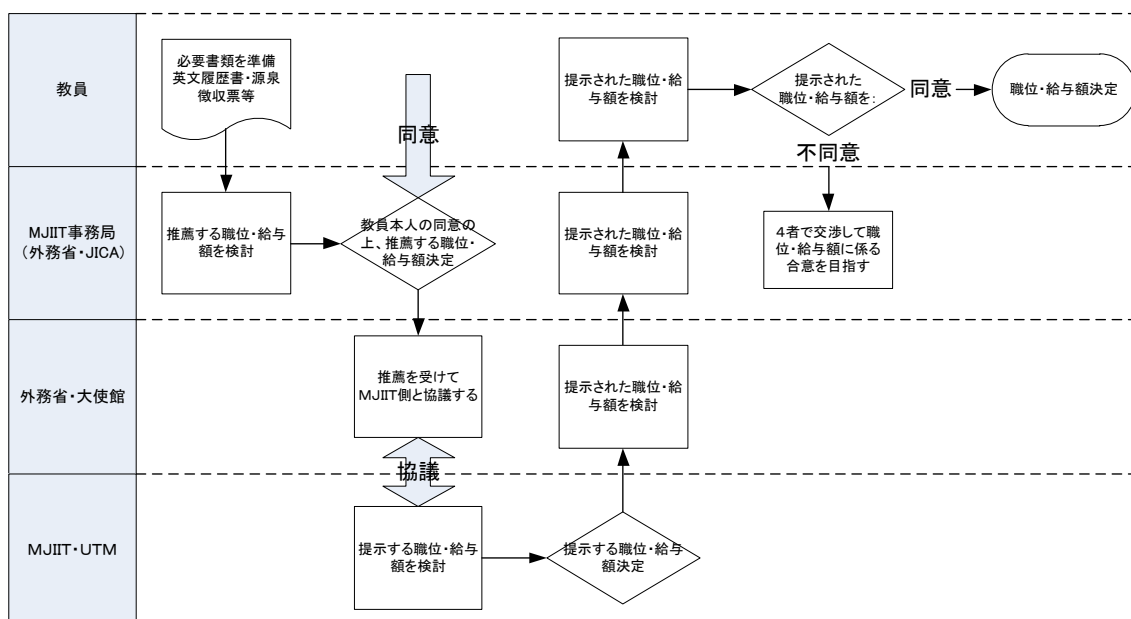 教員
必要書類を準備
英文履歴書・源泉
徴収票等
同意
提示された職位・給
与額を検討
提示された
職位・給与額を:
同意
職位・給与額決定
不同意
MJIIT事務局
（外務省・JICA）
推薦する職位・給与
額を検討
教員本人の同意の
上、推薦する職位・
給与額決定
提示された職位・給
与額を検討
４者で交渉して職
位・給与額に係る
合意を目指す
外務省・大使館
推薦を受けて
MJIIT側と協議する
提示された職位・給
与額を検討
協議
MJIIT・UTM
提示する職位・給与
額を検討
提示する職位・給与
額決定